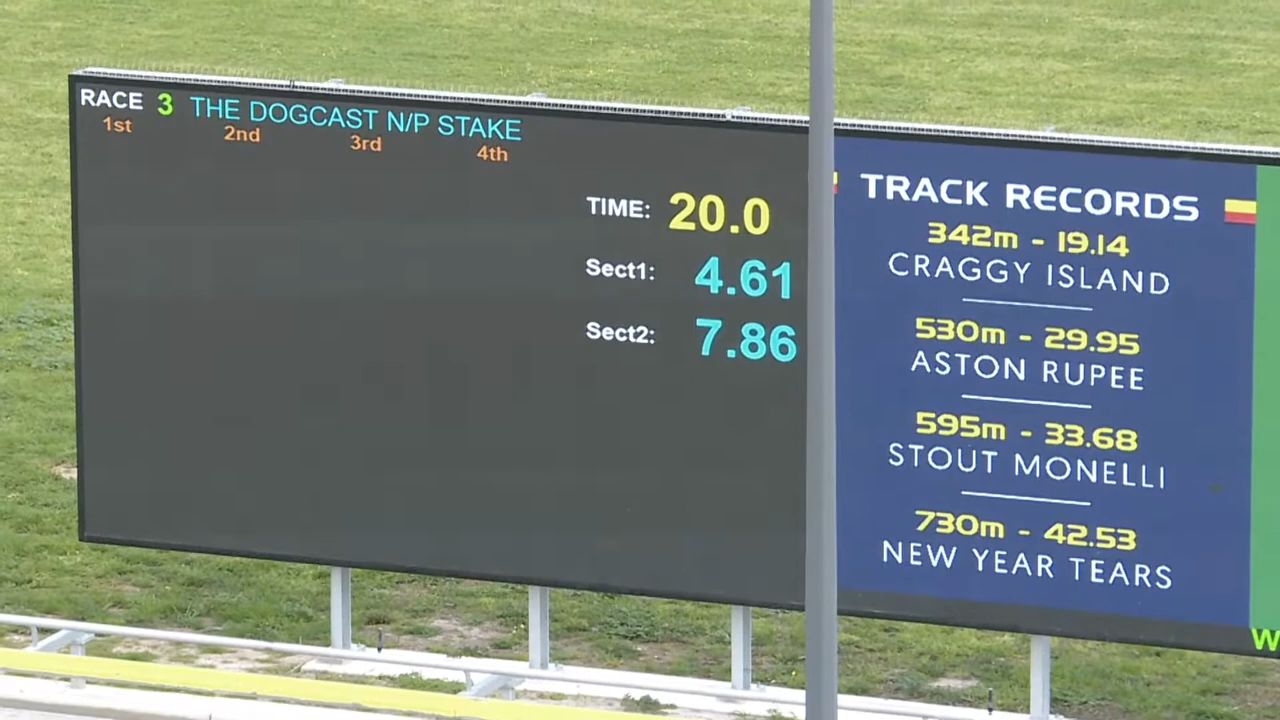 RACE 3 THE DOGCAST N/P STAKE
1st 2nd 3rd 4th
TIME: 20.0
Sect1: 4.61
Sect2: 7.86
TRACK RECORDS
342m - 19.14
CRAGGY ISLAND
530m - 29.95
ASTON RUPEE
595m - 33.68
STOUT MONELLI
730m - 42.53
NEW YEAR TEARS